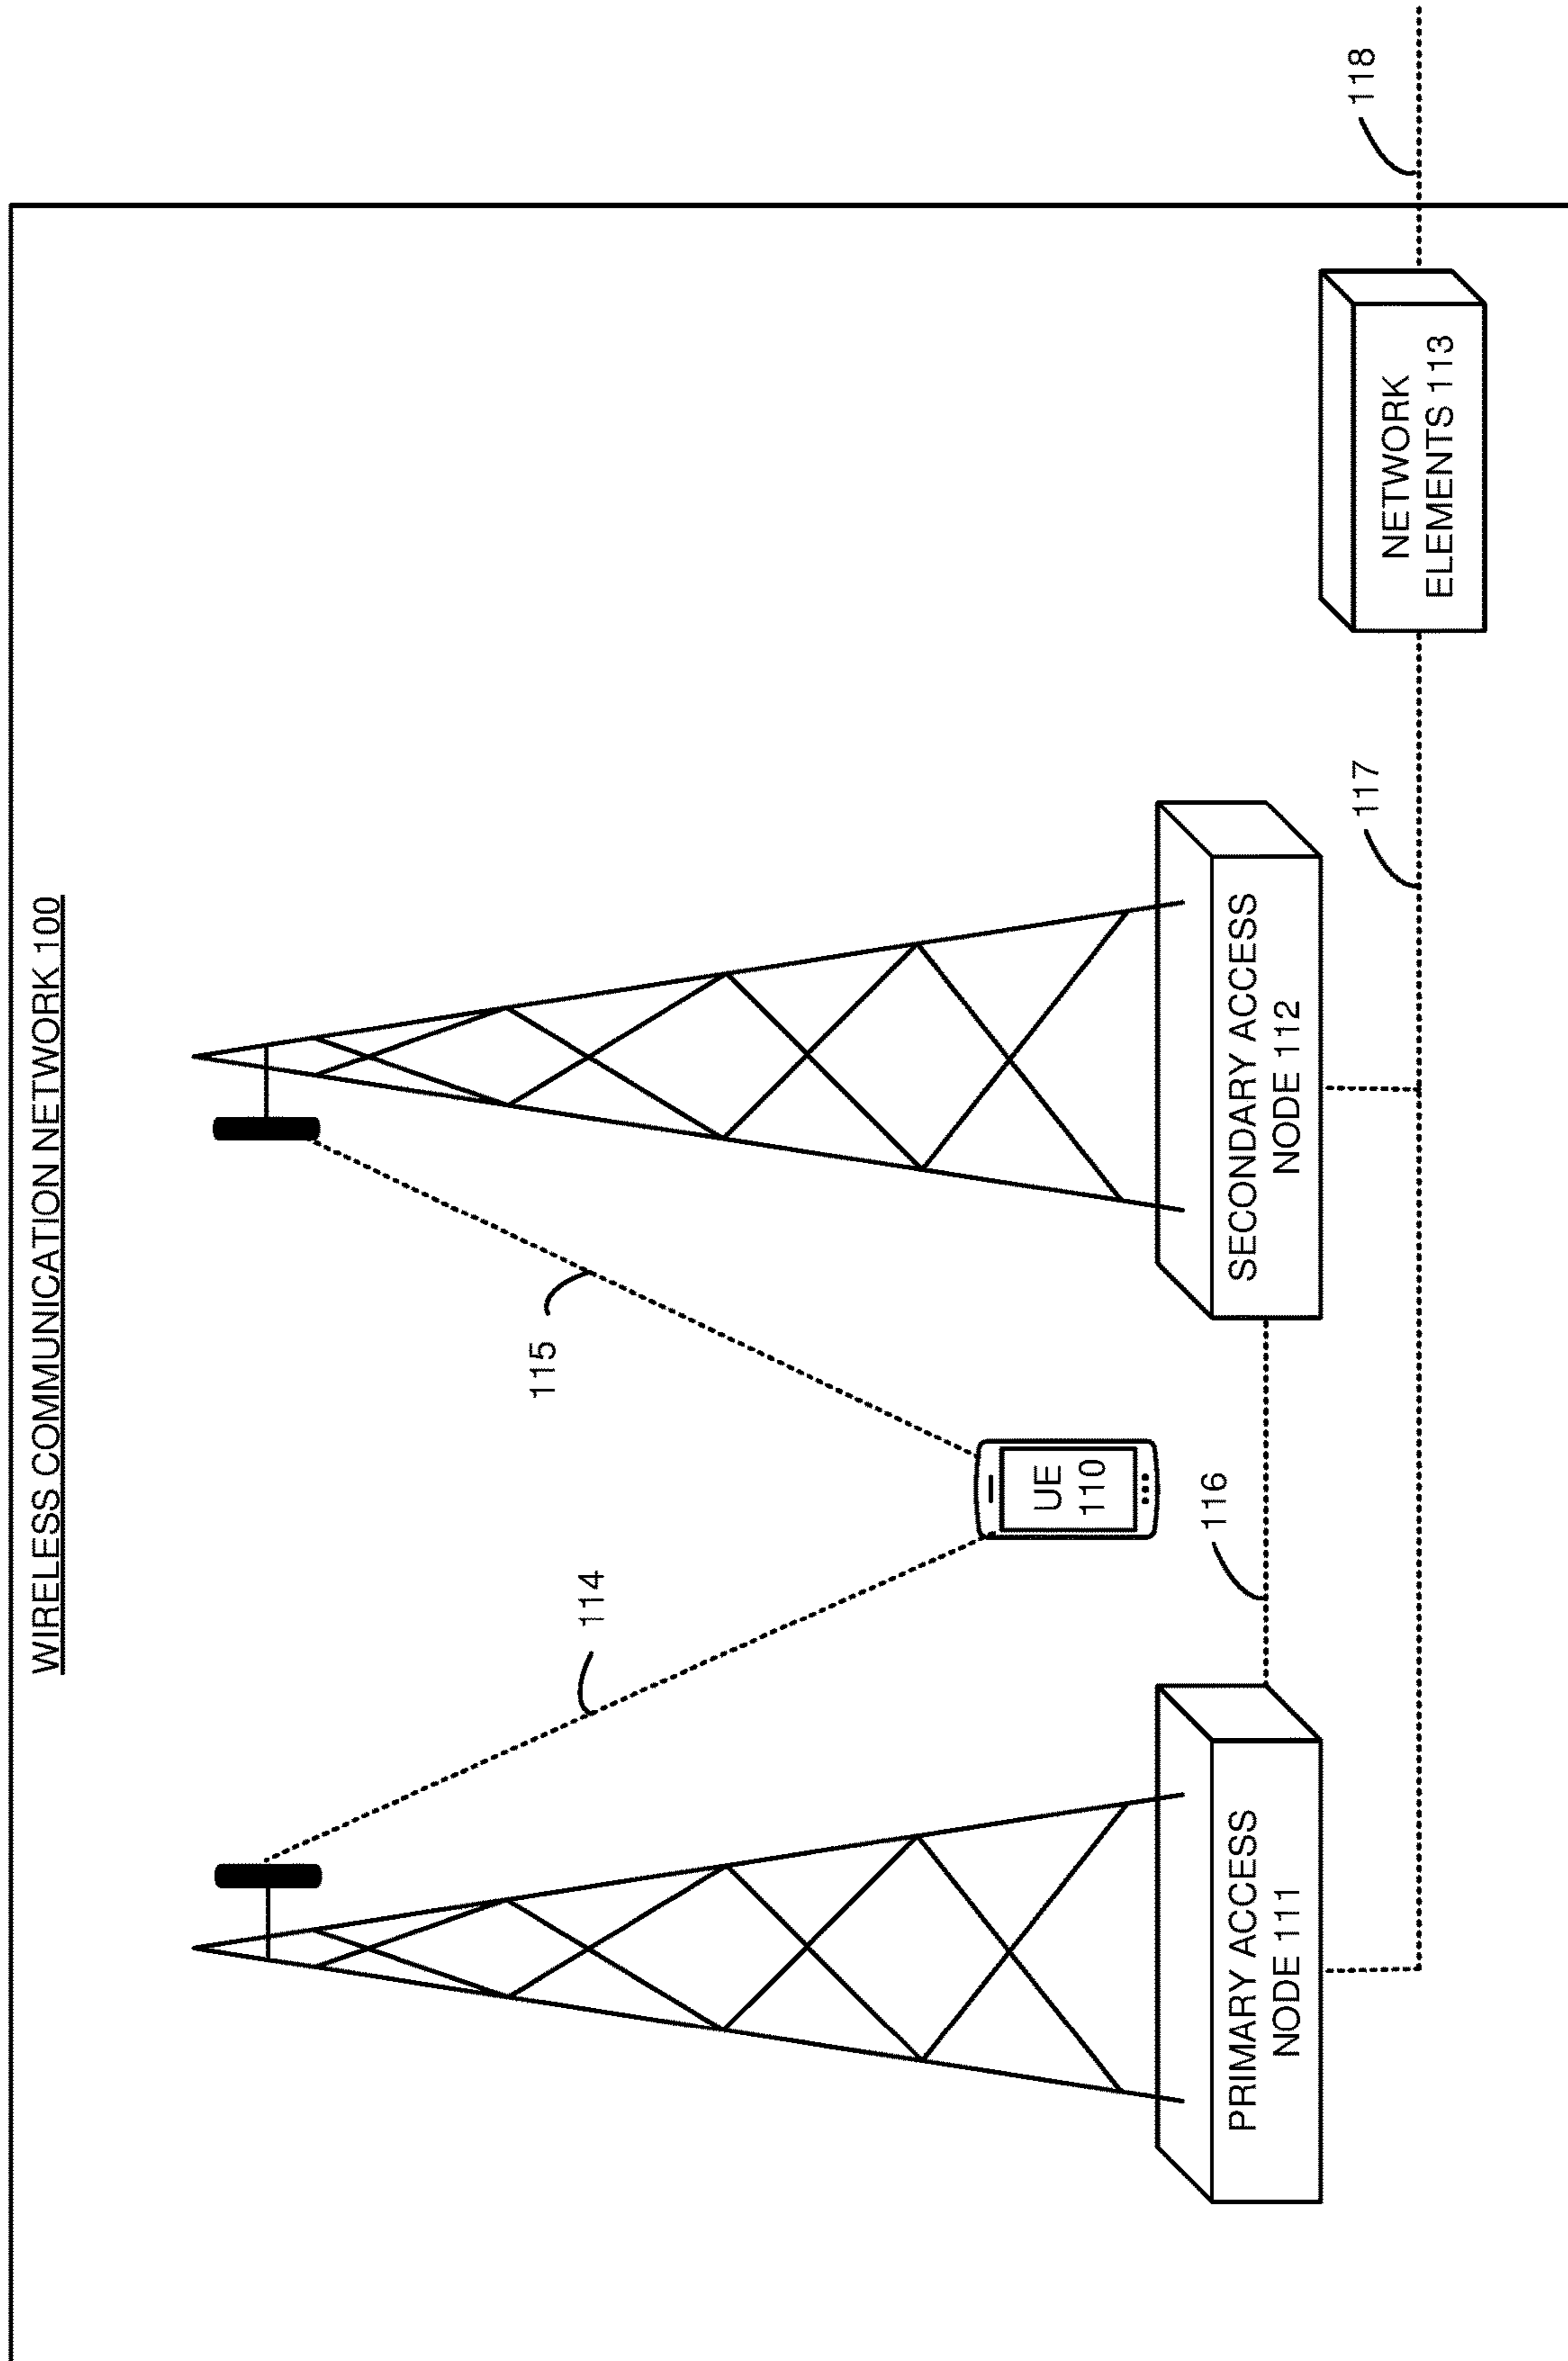 WIRELESS COMMUNICATION NETWORK 100
114
115
UE
110
116
PRIMARY ACCESS
NODE 111
SECONDARY ACCESS
NODE 112
117
118
NETWORK
ELEMENTS 113